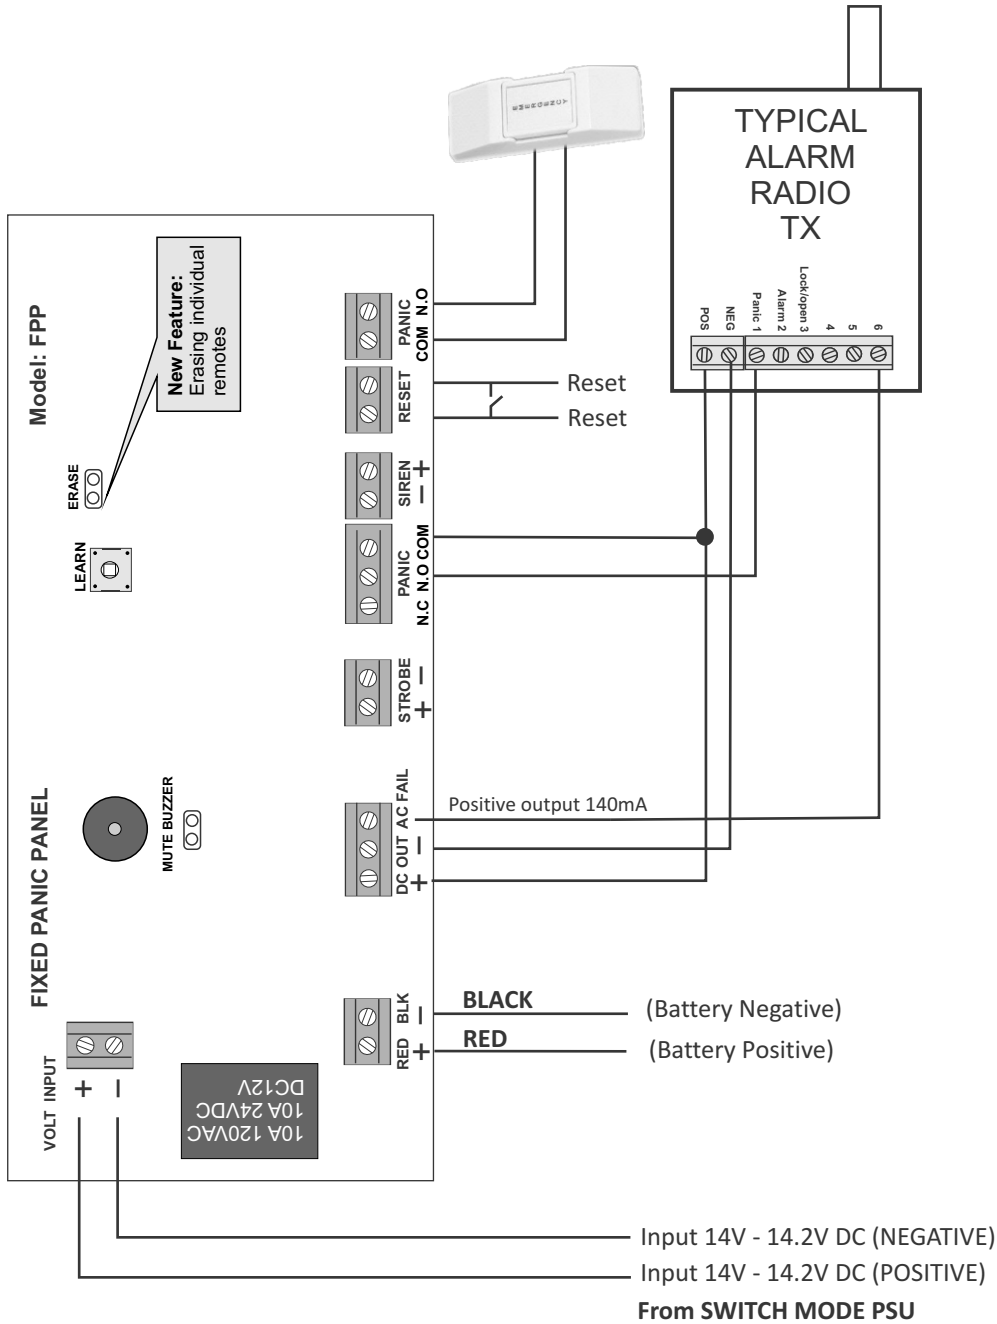 EMERGENCY
TYPICAL
ALARM
RADIO
TX
POS
NEG
Panic 1
Alarm 2
Lock/open 3
4
5
6
Model: FPP
New Feature:
Erasing individual
remotes
ERASE
LEARN
PANIC
COM N.O
RESET
Reset
Reset
SIREN
+
–
PANIC
N.C N.O COM
STROBE
–
+
FIXED PANIC PANEL
MUTE BUZZER
AC FAIL
Positive output 140mA
DC OUT
–
+
BLK –
RED +
BLACK
(Battery Negative)
RED
(Battery Positive)
VOLT INPUT
+ –
10A 120VAC
10A 24VDC
DC12V
Input 14V - 14.2V DC (NEGATIVE)
Input 14V - 14.2V DC (POSITIVE)
From SWITCH MODE PSU